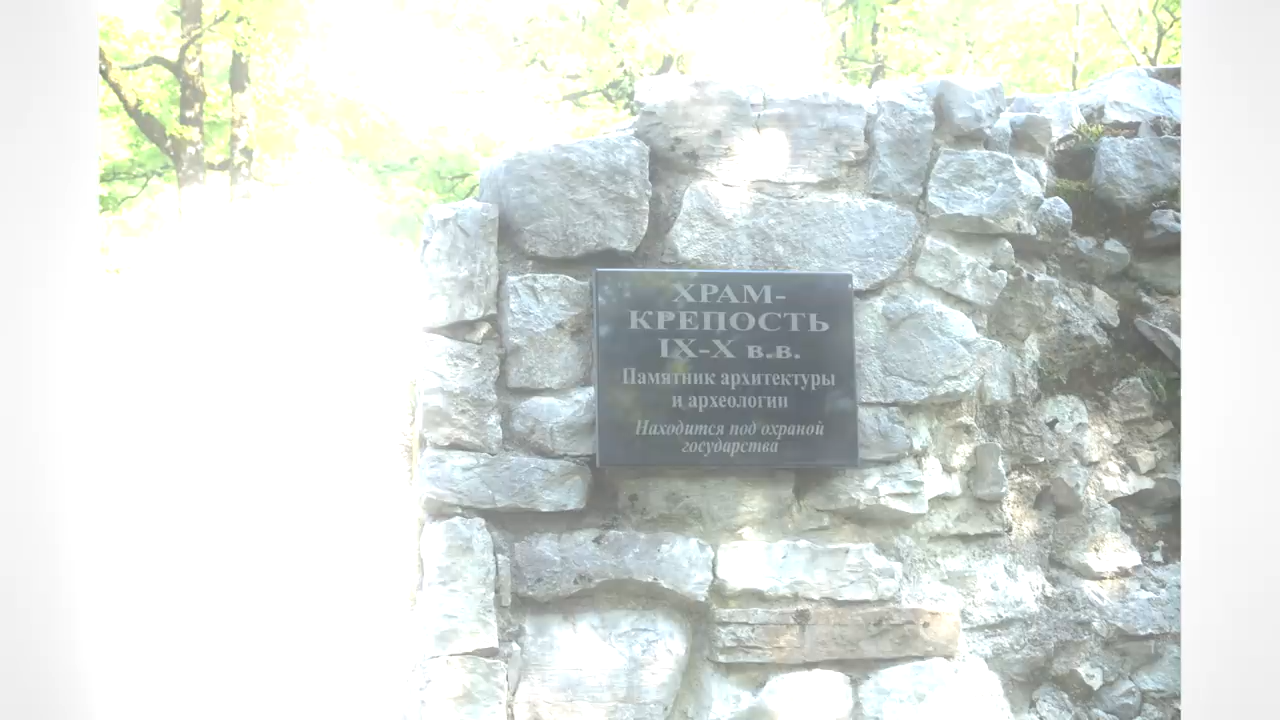 ХРАМ-
КРЕПОСТЬ
IX-X в.в.
Памятник архитектуры
и археологии
Находится под охраной
государства